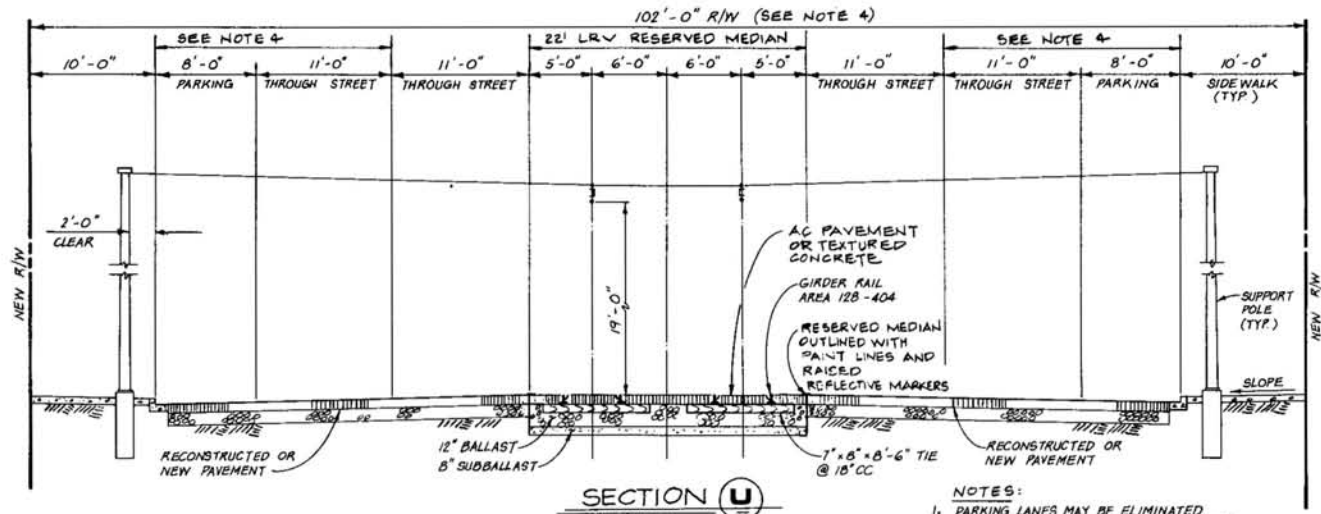 102'-0" R/W (SEE NOTE 4)
SEE NOTE 4
22' LRV RESERVED MEDIAN
SEE NOTE 4
10'-0"
8'-0"
11'-0"
11'-0"
5'-0"
6'-0"
6'-0"
5'-0"
11'-0"
11'-0"
8'-0"
10'-0"
PARKING
THROUGH STREET
THROUGH STREET
THROUGH STREET
THROUGH STREET
PARKING
SIDEWALK
(TYP.)
2'-0"
CLEAR
NEW R/W
19'-0"
AC PAVEMENT
OR TEXTURED
CONCRETE
GIRDER RAIL
AREA 128-404
RESERVED MEDIAN
OUTLINED WITH
PAINT LINES AND
RAISED
REFLECTIVE MARKERS
SUPPORT
POLE
(TYP.)
NEW R/W
SLOPE
RECONSTRUCTED OR
NEW PAVEMENT
12" BALLAST
8" SUBBALLAST
7" x 8" x 8'-6" TIE
@ 18" CC
RECONSTRUCTED OR
NEW PAVEMENT
SECTION U
NOTES:
1. PARKING LANES MAY BE ELIMINATED